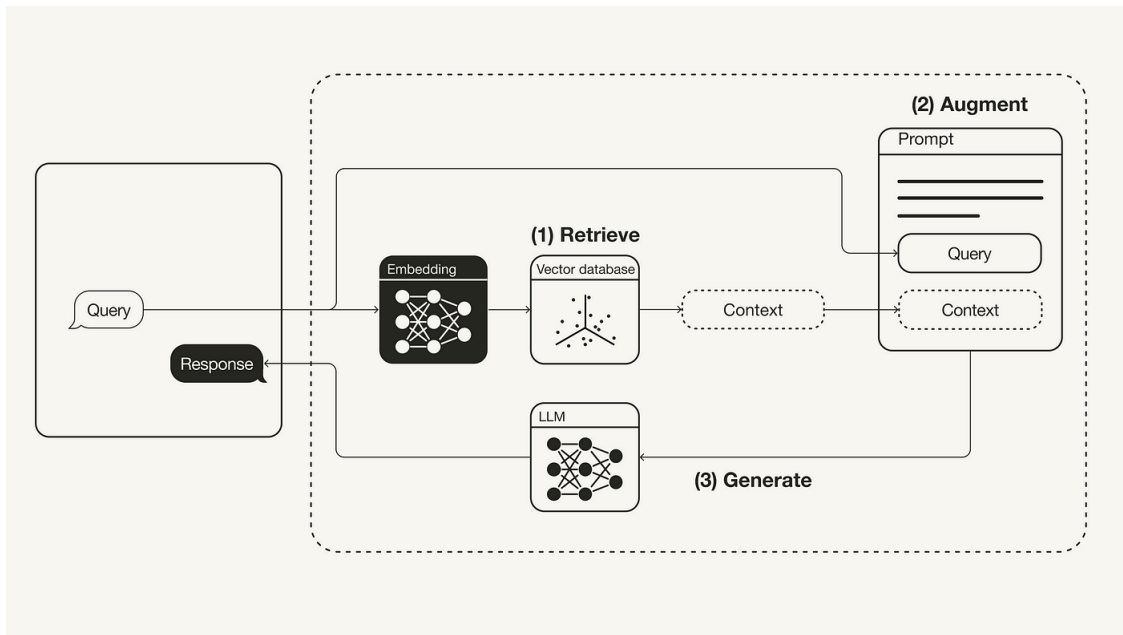 (2) Augment
Prompt
(1) Retrieve
Query
Embedding
Vector database
Query
Context
Context
Response
LLM
(3) Generate